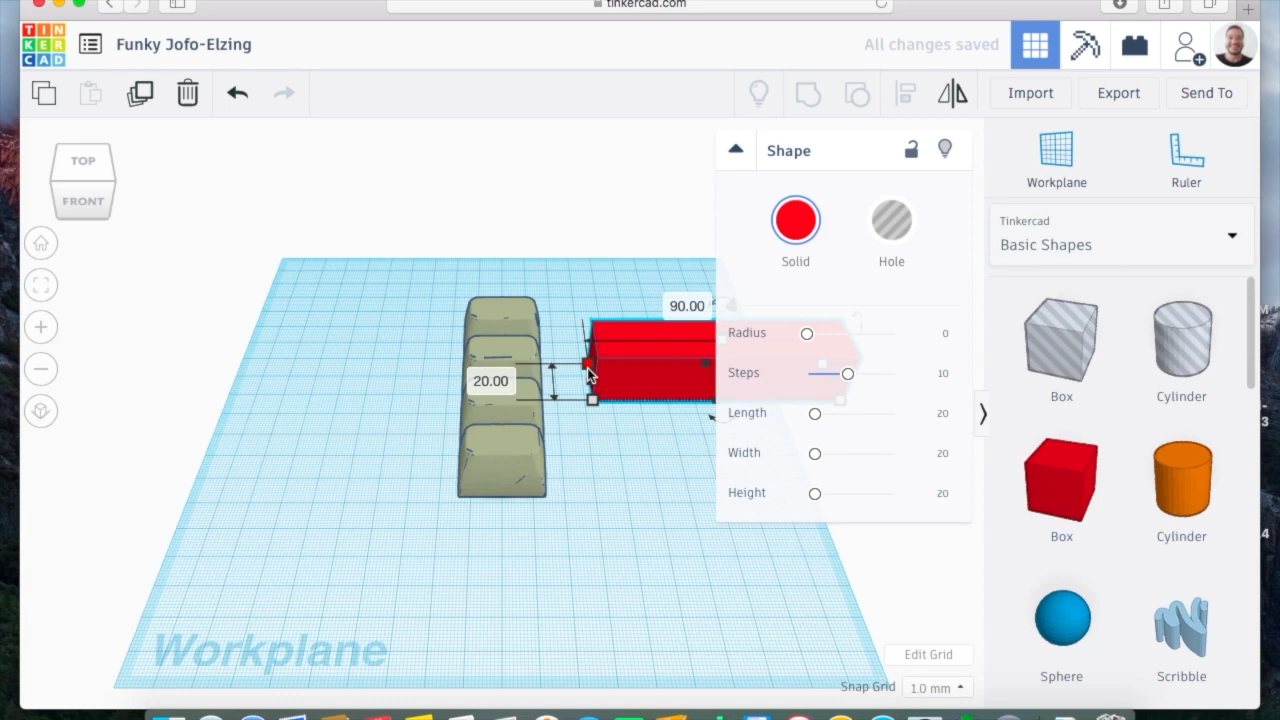 tinkercad.com
TIN
KER
CAD
Funky Jofo-Elzing
All changes saved
Import
Export
Send To
TOP
FRONT
Shape
Solid
Hole
Radius
0
Steps
10
Length
20
Width
20
Height
20
90.00
20.00
Workplane
Ruler
Tinkercad
Basic Shapes
Box
Cylinder
Box
Cylinder
Sphere
Scribble
Workplane
Edit Grid
Snap Grid
1.0 mm